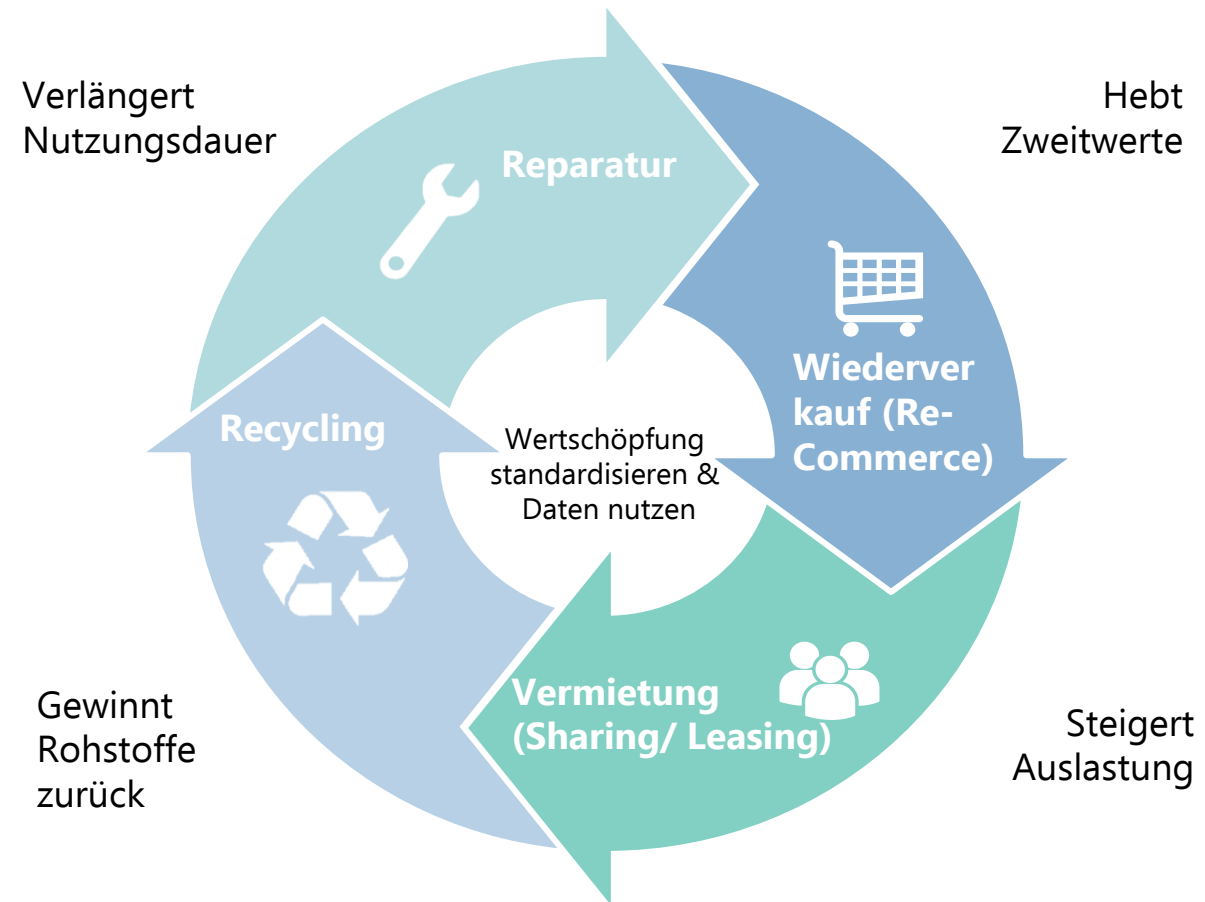 Verlängert
Nutzungsdauer
Hebt
Zweitwerte
Reparatur
Wiederver
kauf (Re-
Commerce)
Recycling
Wertschöpfung
standardisieren &
Daten nutzen
Vermietung
(Sharing/ Leasing)
Gewinnt
Rohstoffe
zurück
Steigert
Auslastung